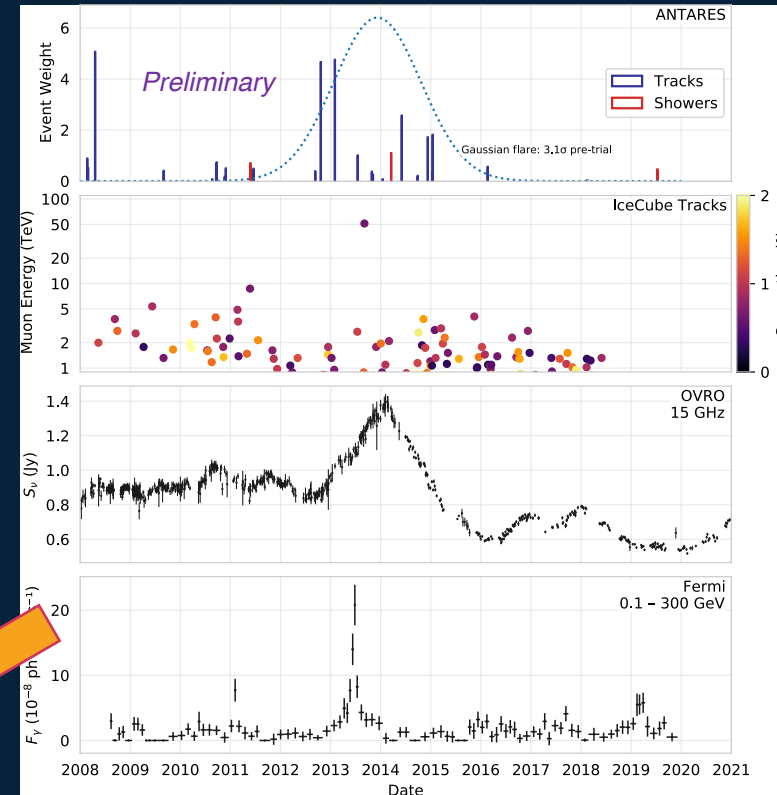 ANTARES
6
4
2
0
Event Weight
Preliminary
Tracks
Showers
Gaussian flare: 3.1σ pre-trial
IceCube Tracks
100
50
20
10
5
2
1
Muon Energy (TeV)
2
1
0
OVRO
15 GHz
1.4
1.2
1.0
0.8
0.6
Sν (Jy)
Fermi
0.1 – 300 GeV
20
10
0
Fγ (10⁻⁸ ph
⁻¹)
2008 2009 2010 2011 2012 2013 2014 2015 2016 2017 2018 2019 2020 2021
Date